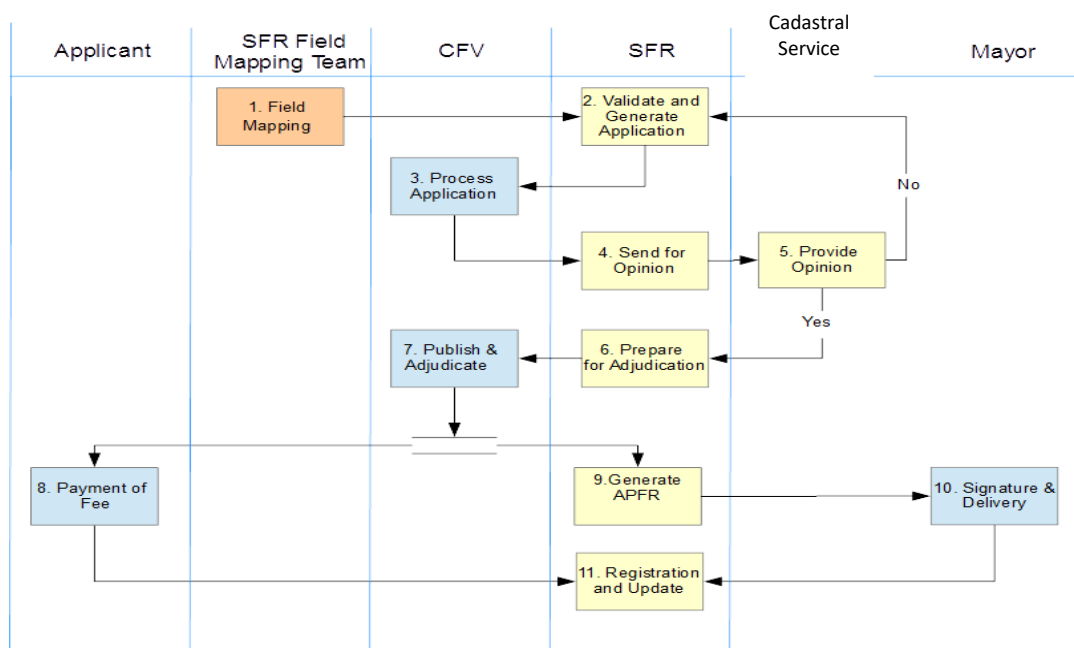 Applicant
SFR Field
Mapping Team
CFV
SFR
Cadastral
Service
Mayor
1. Field
Mapping
2. Validate and
Generate
Application
3. Process
Application
No
4. Send for
Opinion
5. Provide
Opinion
Yes
7. Publish &
Adjudicate
6. Prepare
for Adjudication
8. Payment of
Fee
9.Generate
APFR
10. Signature &
Delivery
11. Registration
and Update